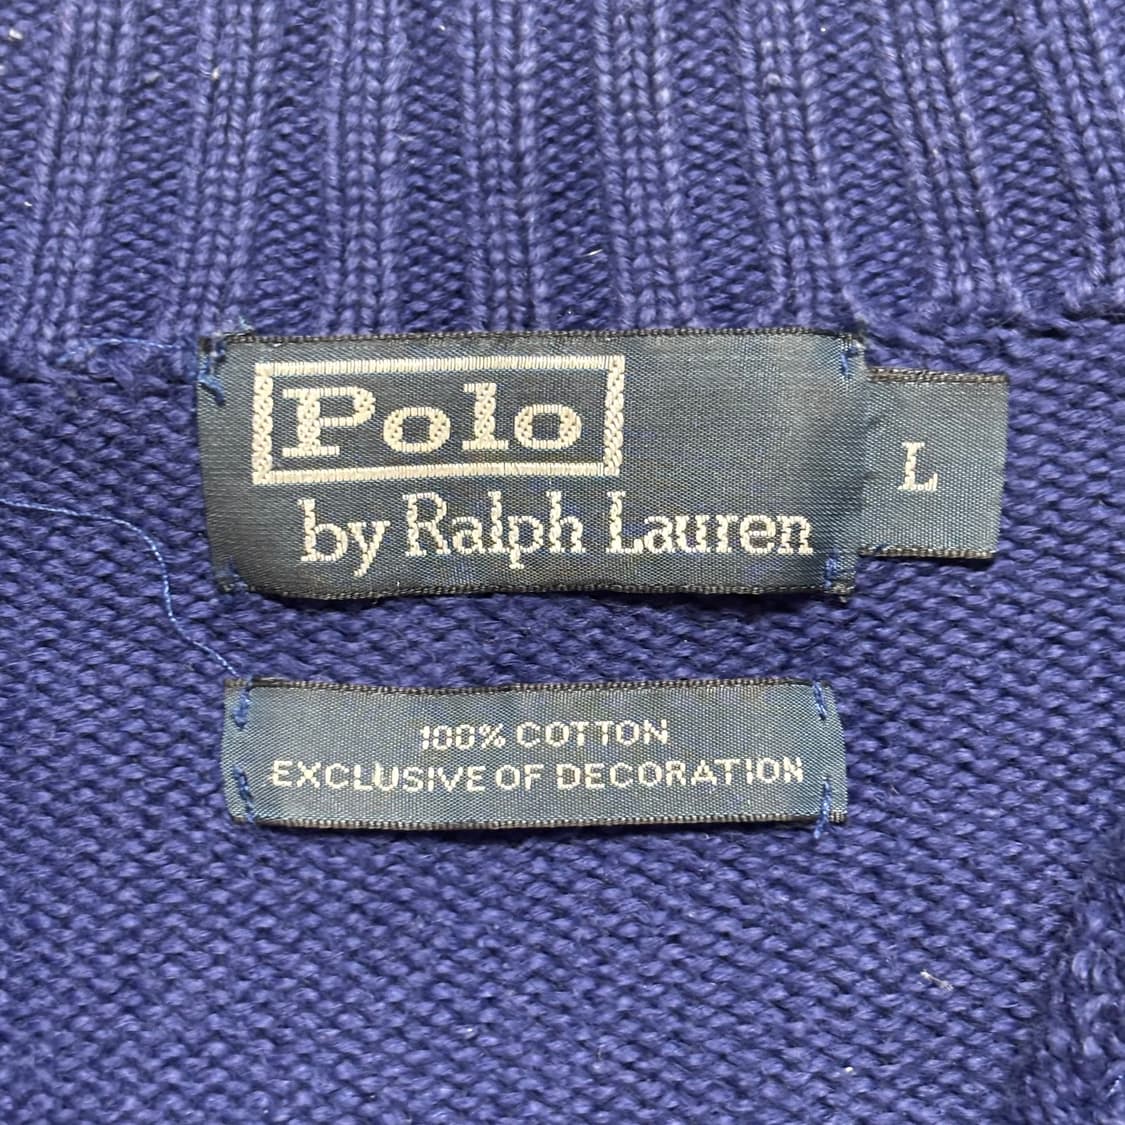 Polo
by Ralph Lauren
L
100% COTTON
EXCLUSIVE OF DECORATION